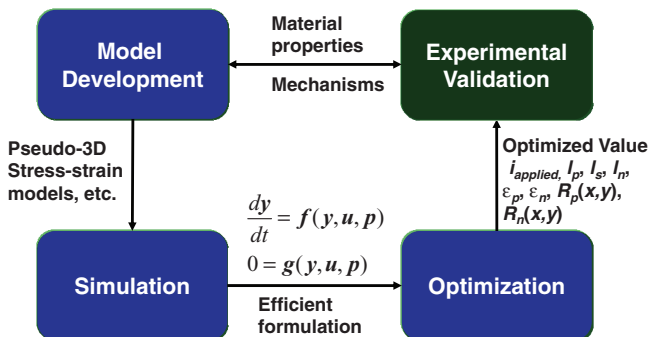 Model
Development
Material
properties
Mechanisms
Experimental
Validation
Pseudo-3D
Stress-strain
models, etc.
Optimized Value
i_applied, l_p, l_s, l_n,
ε_p, ε_n, R_p(x,y),
R_n(x,y)
dy/dt = f(y,u,p)
0 = g(y,u,p)
Simulation
Efficient
formulation
Optimization